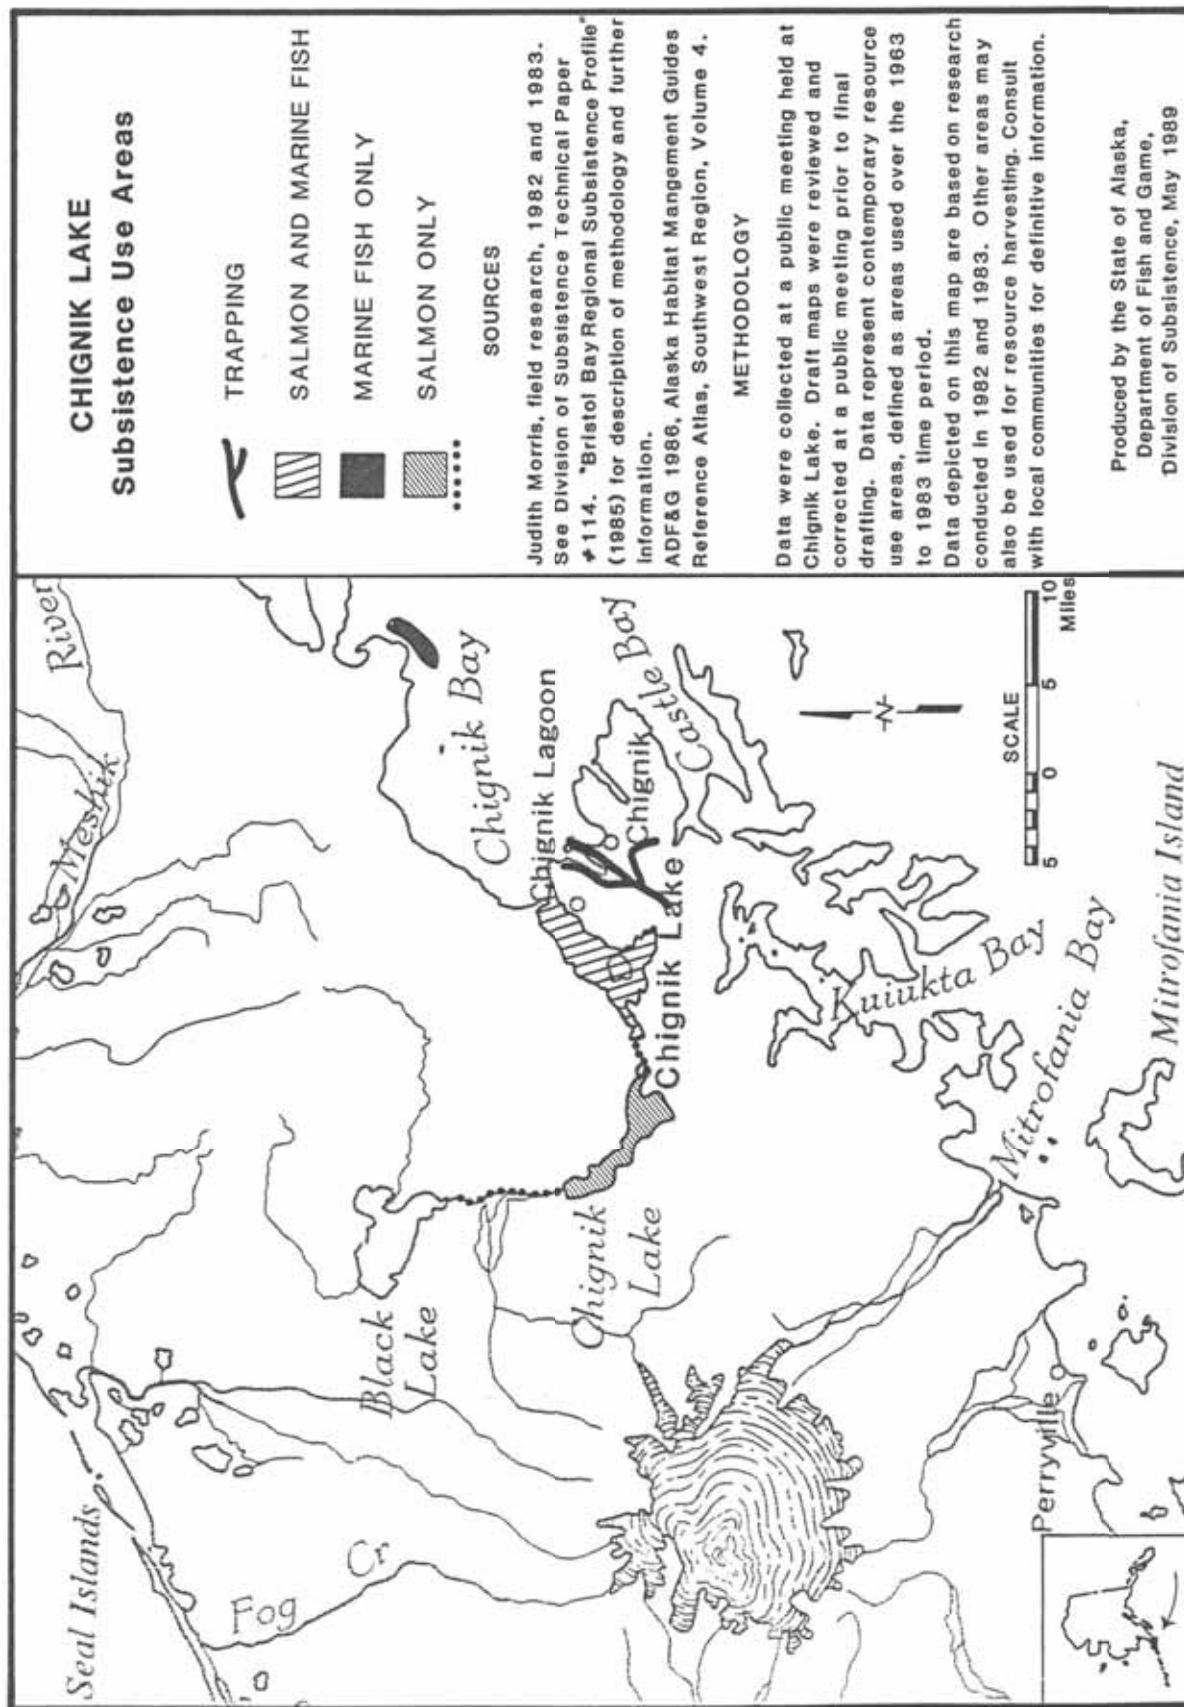 CHIGNIK LAKE
Subsistence Use Areas
TRAPPING
SALMON AND MARINE FISH
MARINE FISH ONLY
SALMON ONLY
SOURCES
Judith Morris, field research, 1982 and 1983.
See Division of Subsistence Technical Paper
#114. "Bristol Bay Regional Subsistence Profile"
(1985) for description of methodology and further
information.
ADF&G 1986, Alaska Habitat Mangement Guides
Reference Atlas, Southwest Region, Volume 4.
METHODOLOGY
Data were collected at a public meeting held at
Chignik Lake. Draft maps were reviewed and
corrected at a public meeting prior to final
drafting. Data represent contemporary resource
use areas, defined as areas used over the 1963
to 1983 time period.
Data depicted on this map are based on research
conducted in 1982 and 1983. Other areas may
also be used for resource harvesting. Consult
with local communities for definitive information.
Produced by the State of Alaska,
Department of Fish and Game,
Division of Subsistence, May 1989
Seal Islands
Fog
Cr
Black
Lake
Meshik
River
Chignik
Lake
Chignik Bay
Chignik Lagoon
Chignik
Castle Bay
Chignik Lake
Kuiukta Bay
Mitrofania Bay
Mitrofania Island
Perryville
N
SCALE
5 0 5 10
Miles